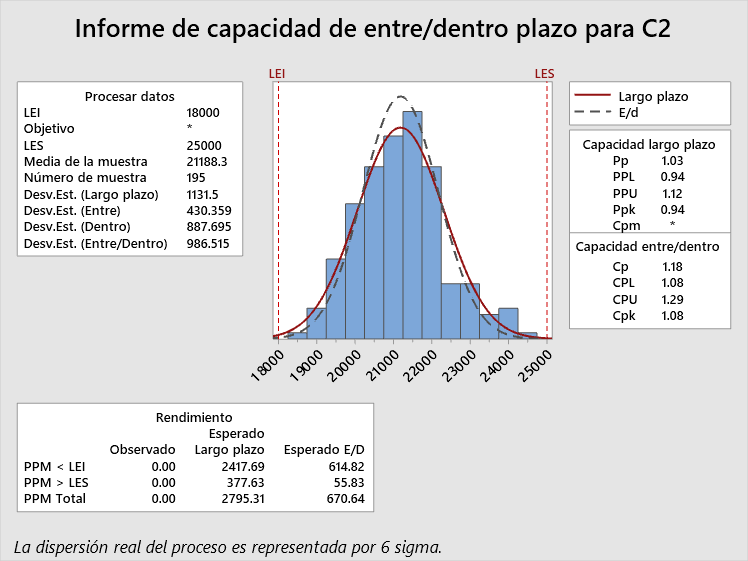 Informe de capacidad de entre/dentro plazo para C2
Procesar datos
LEI 18000
Objetivo *
LES 25000
Media de la muestra 21188.3
Número de muestra 195
Desv.Est. (Largo plazo) 1131.5
Desv.Est. (Entre) 430.359
Desv.Est. (Dentro) 887.695
Desv.Est. (Entre/Dentro) 986.515
LEI LES
18000 19000 20000 21000 22000 23000 24000 25000
Largo plazo
E/d
Capacidad largo plazo
Pp 1.03
PPL 0.94
PPU 1.12
Ppk 0.94
Cpm *
Capacidad entre/dentro
Cp 1.18
CPL 1.08
CPU 1.29
Cpk 1.08
Rendimiento
Esperado
Observado Largo plazo Esperado E/D
PPM < LEI 0.00 2417.69 614.82
PPM > LES 0.00 377.63 55.83
PPM Total 0.00 2795.31 670.64
La dispersión real del proceso es representada por 6 sigma.